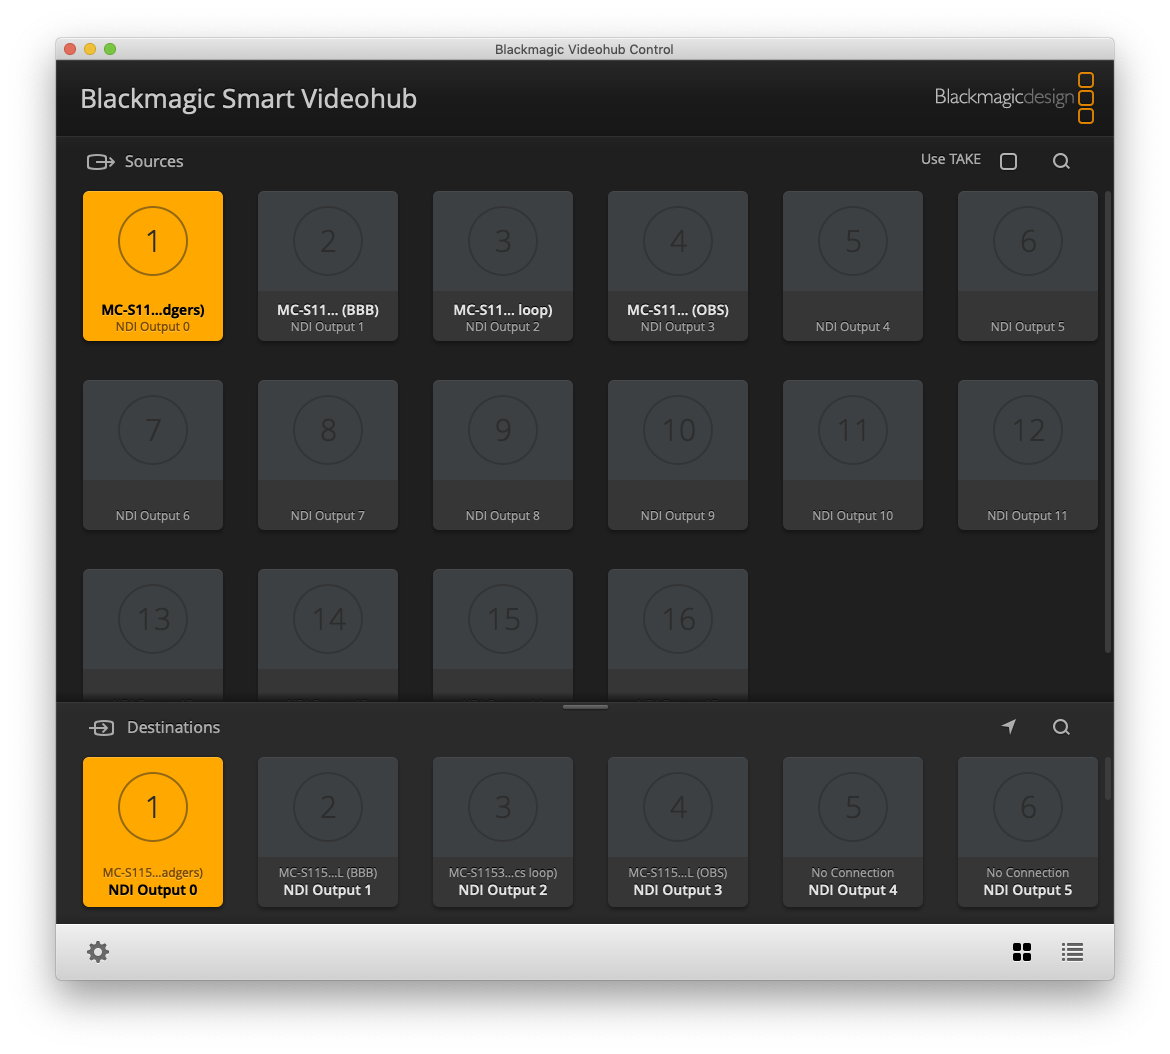 Blackmagic Videohub Control
Blackmagic Smart Videohub
Blackmagicdesign
Sources
Use TAKE
1
2
3
4
5
6
MC-S11...dgers)
MC-S11... (BBB)
MC-S11... loop)
MC-S11... (OBS)
NDI Output 0
NDI Output 1
NDI Output 2
NDI Output 3
NDI Output 4
NDI Output 5
7
8
9
10
11
12
NDI Output 6
NDI Output 7
NDI Output 8
NDI Output 9
NDI Output 10
NDI Output 11
13
14
15
16
Destinations
1
2
3
4
5
6
MC-S115...adgers)
MC-S115...L (BBB)
MC-S1153...cs loop)
MC-S115...L (OBS)
No Connection
No Connection
NDI Output 0
NDI Output 1
NDI Output 2
NDI Output 3
NDI Output 4
NDI Output 5